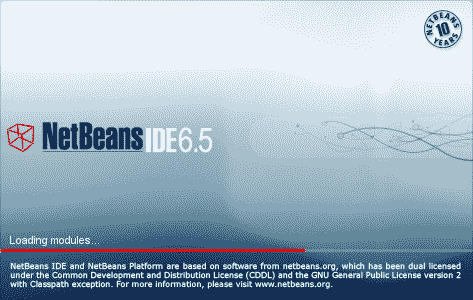 NETBEANS
10
YEARS
NetBeans IDE 6.5
Loading modules...
NetBeans IDE and NetBeans Platform are based on software from netbeans.org, which has been dual licensed
under the Common Development and Distribution License (CDDL) and the GNU General Public License version 2
with Classpath exception. For more information, please visit www.netbeans.org.